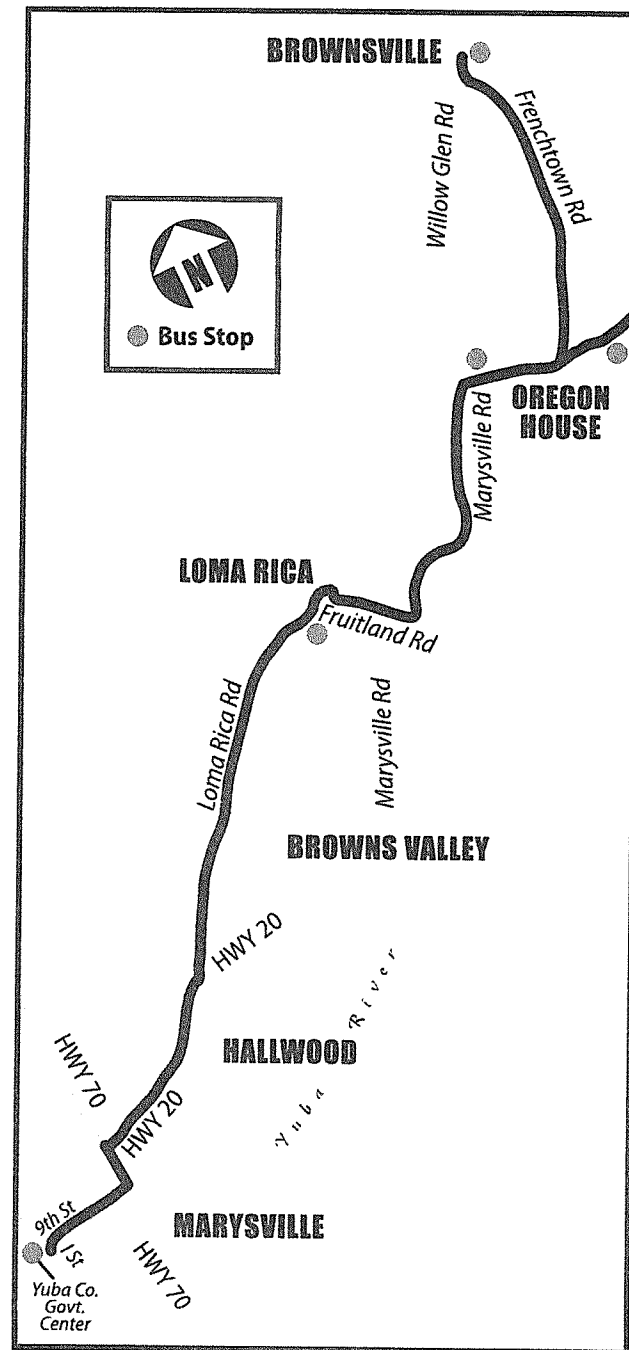 BROWNSVILLE
Willow Glen Rd
Frenchtown Rd
N
Bus Stop
OREGON
HOUSE
Marysville Rd
LOMA RICA
Fruitland Rd
Loma Rica Rd
Marysville Rd
BROWNS VALLEY
HWY 20
Yuba River
HALLWOOD
HWY 70
HWY 20
MARYSVILLE
9th St
I St
HWY 70
Yuba Co.
Govt.
Center